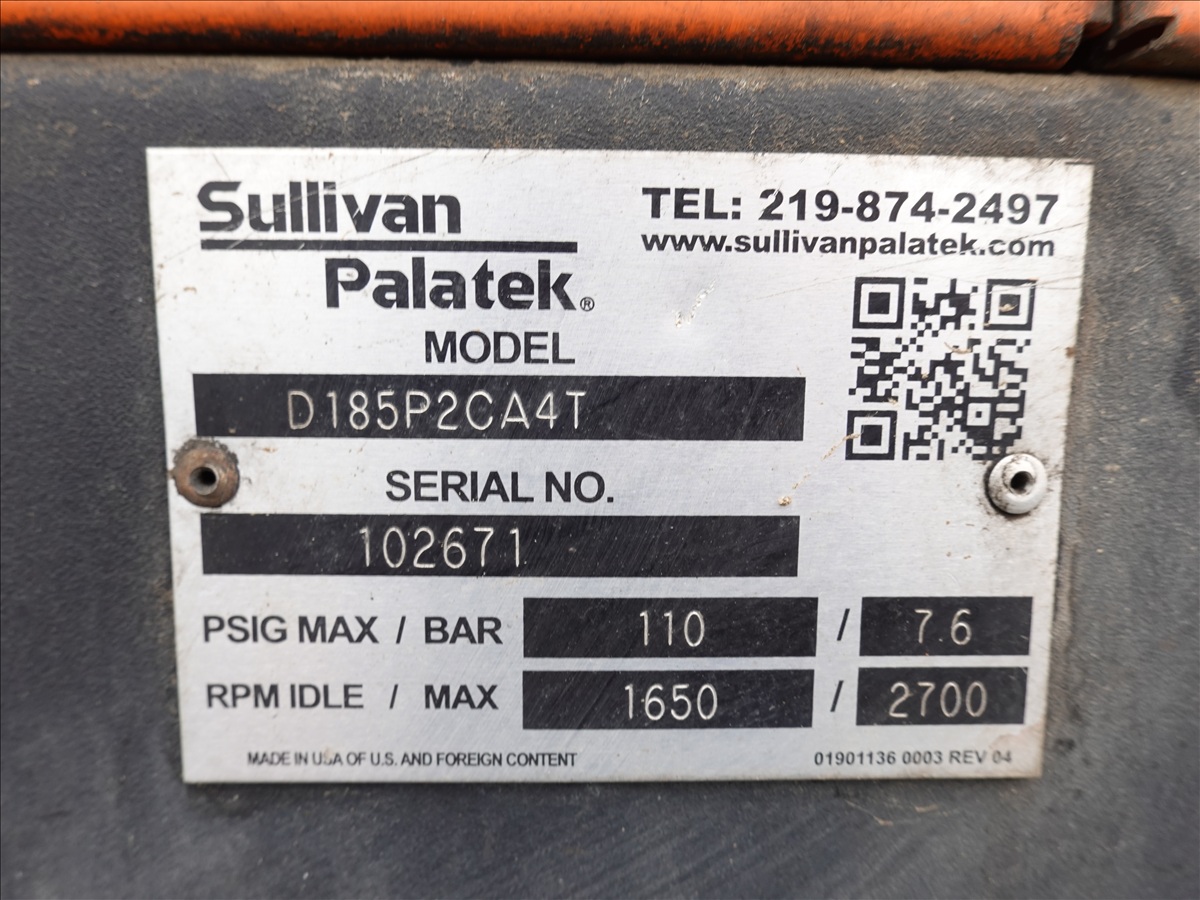 Sullivan
Palatek®
TEL: 219-874-2497
www.sullivanpalatek.com
MODEL
D185P2CA4T
SERIAL NO.
102671
PSIG MAX / BAR 110 / 7.6
RPM IDLE / MAX 1650 / 2700
MADE IN USA OF U.S. AND FOREIGN CONTENT
01901136 0003 REV 04